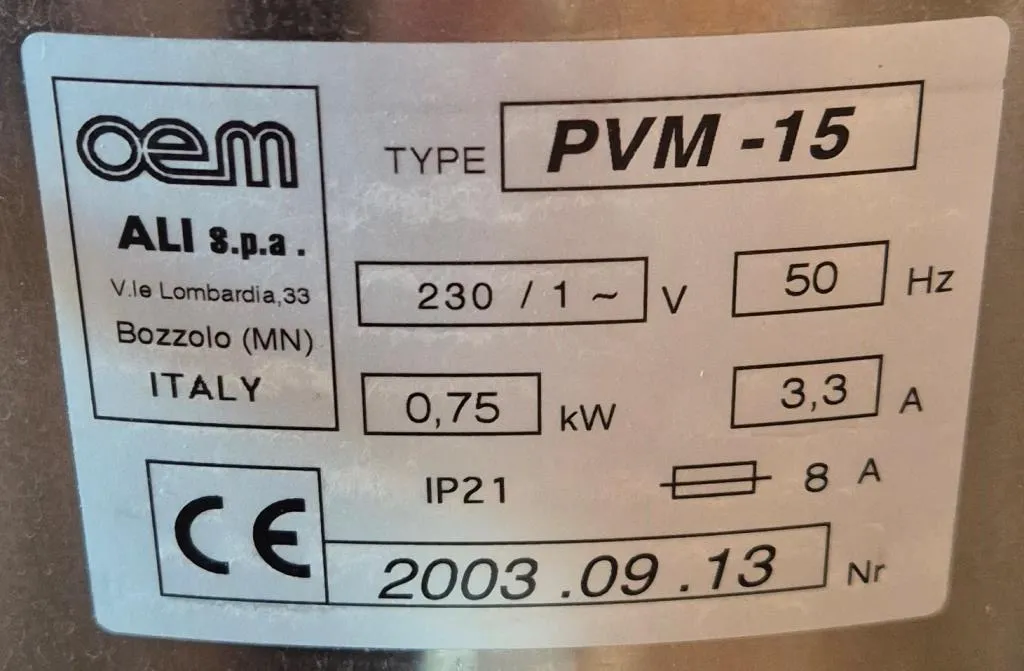 oem
ALI s.p.a.
V.le Lombardia,33
Bozzolo (MN)
ITALY
TYPE PVM -15
230 / 1 ~ V 50 Hz
0,75 kW 3,3 A
IP21 8 A
CE
2003 .09 .13 Nr